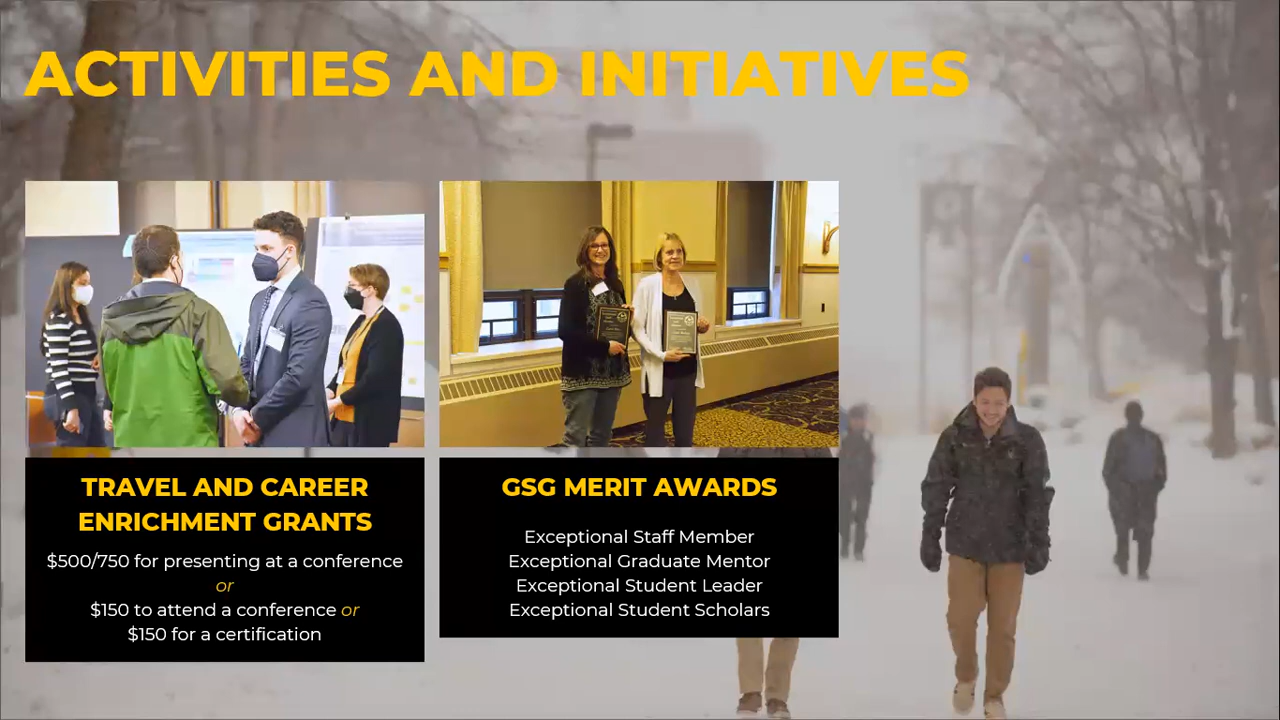 ACTIVITIES AND INITIATIVES
TRAVEL AND CAREER
ENRICHMENT GRANTS
$500/750 for presenting at a conference
or
$150 to attend a conference or
$150 for a certification
GSG MERIT AWARDS
Exceptional Staff Member
Exceptional Graduate Mentor
Exceptional Student Leader
Exceptional Student Scholars